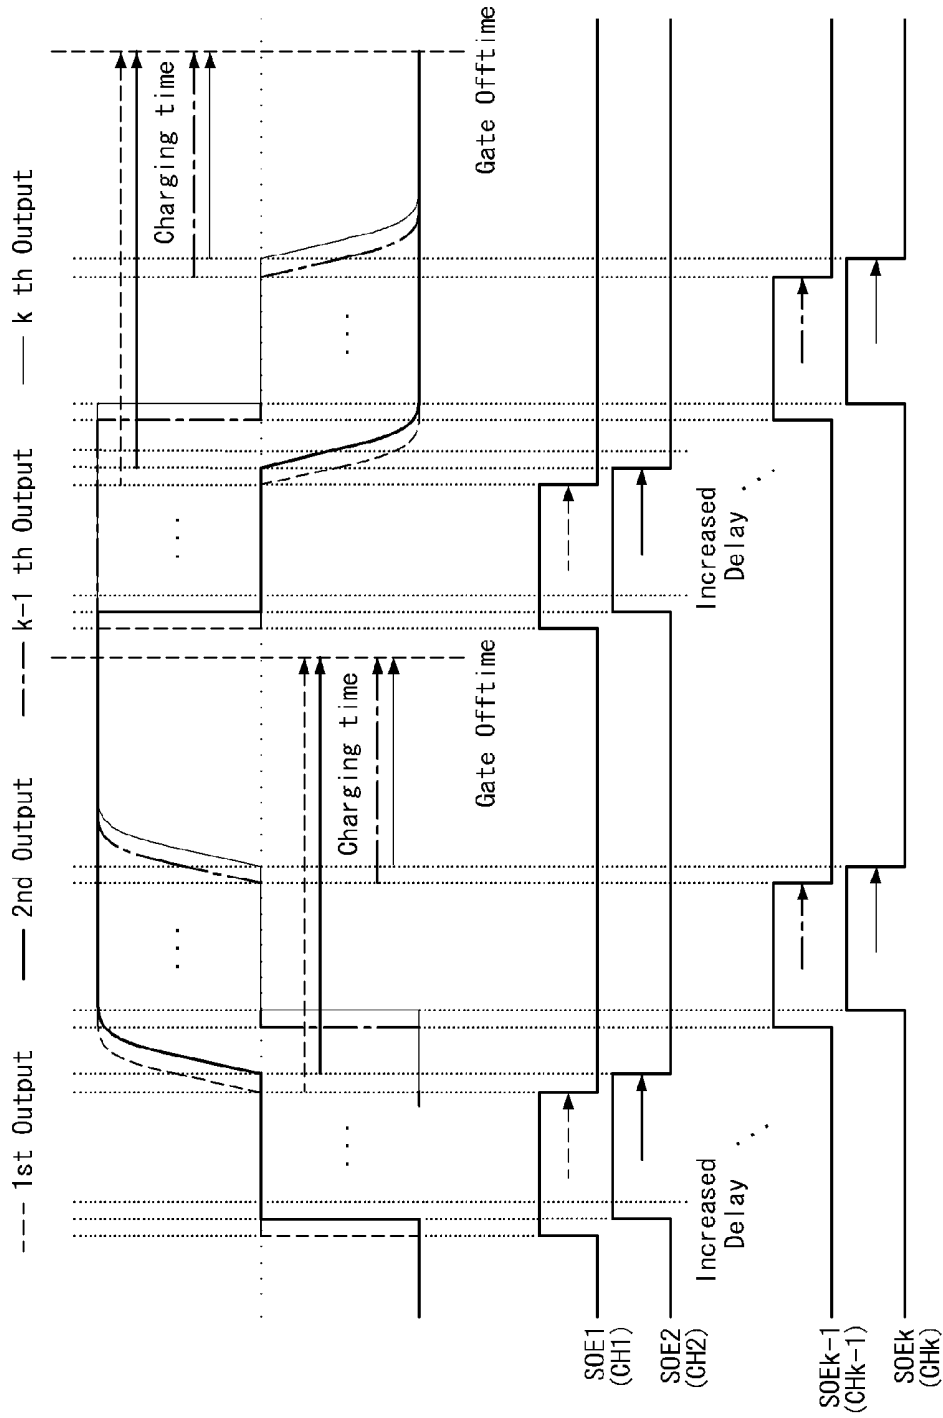 1st Output
2nd Output
k-1 th Output
k th Output
Charging time
Charging time
Gate Offtime
Gate Offtime
SOE1
(CH1)
SOE2
(CH2)
Increased
Delay
Increased
Delay
SOEk-1
(CHk-1)
SOEk
(CHk)